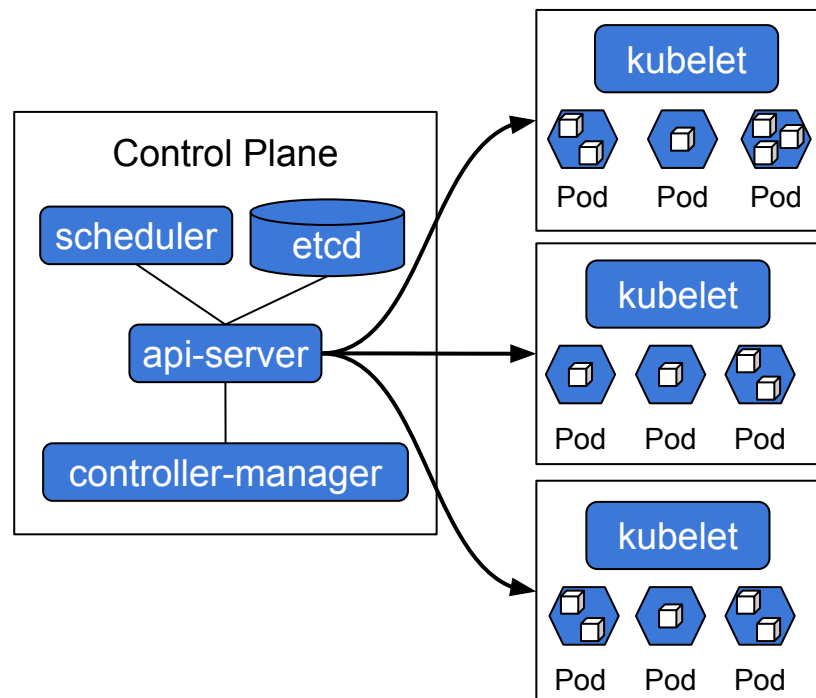 Control Plane
scheduler
etcd
api-server
controller-manager
kubelet
Pod Pod Pod
kubelet
Pod Pod Pod
kubelet
Pod Pod Pod